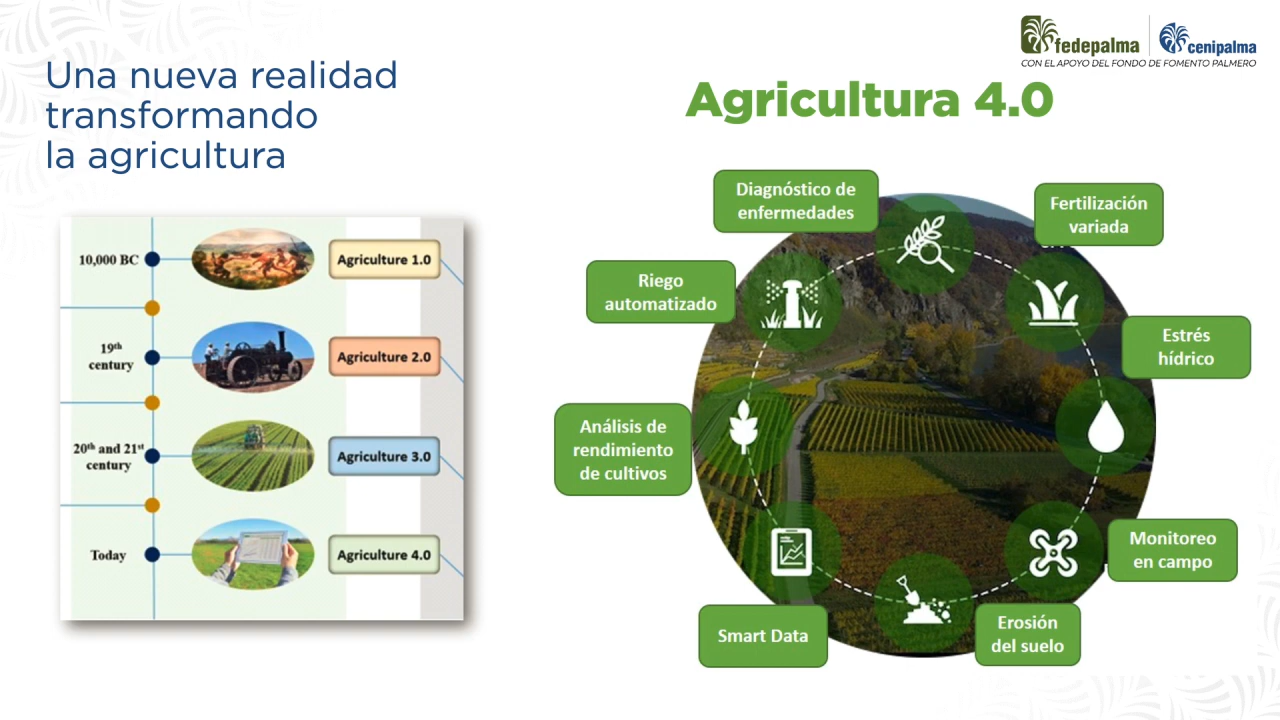 fedepalma
cenipalma
CON EL APOYO DEL FONDO DE FOMENTO PALMERO
Una nueva realidad
transformando
la agricultura
10,000 BC
Agriculture 1.0
19th
century
Agriculture 2.0
20th and 21st
century
Agriculture 3.0
Today
Agriculture 4.0
Agricultura 4.0
Diagnóstico de
enfermedades
Fertilización
variada
Riego
automatizado
Estrés
hídrico
Análisis de
rendimiento
de cultivos
Monitoreo
en campo
Smart Data
Erosión
del suelo